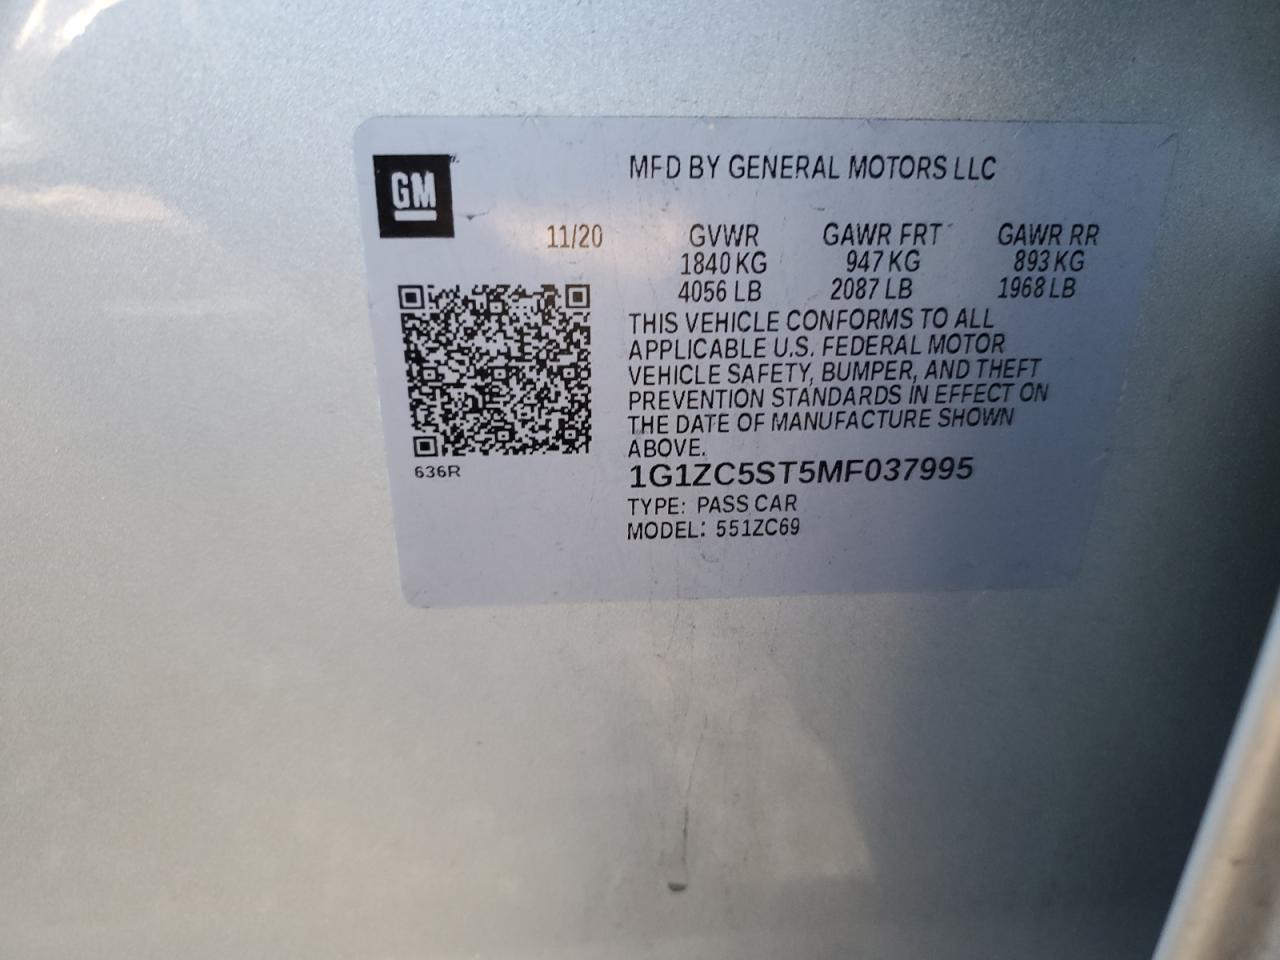 GM
MFD BY GENERAL MOTORS LLC
11/20 GVWR GAWR FRT GAWR RR
1840 KG 947 KG 893 KG
4056 LB 2087 LB 1968 LB
THIS VEHICLE CONFORMS TO ALL
APPLICABLE U.S. FEDERAL MOTOR
VEHICLE SAFETY, BUMPER, AND THEFT
PREVENTION STANDARDS IN EFFECT ON
THE DATE OF MANUFACTURE SHOWN
ABOVE.
636R
1G1ZC5ST5MF037995
TYPE: PASS CAR
MODEL: 551ZC69